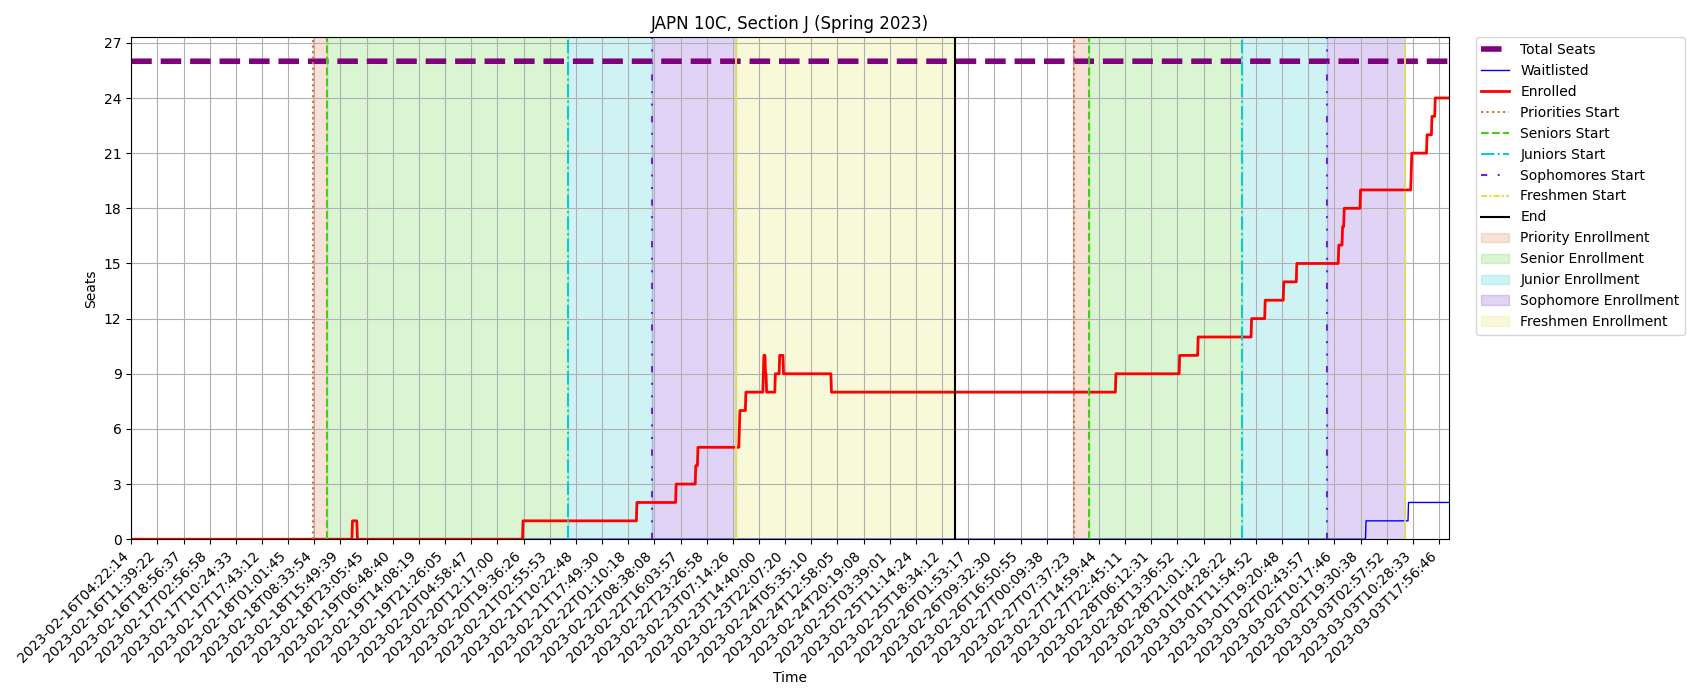 JAPN 10C, Section J (Spring 2023)
Seats
27
24
21
18
15
12
9
6
3
0
2023-02-16T04:22:14
2023-02-16T11:39:22
2023-02-16T18:56:37
2023-02-17T02:56:58
2023-02-17T10:24:33
2023-02-17T17:43:12
2023-02-18T01:01:45
2023-02-18T08:33:54
2023-02-18T15:49:39
2023-02-18T23:05:45
2023-02-19T06:48:40
2023-02-19T14:08:19
2023-02-19T21:26:05
2023-02-20T04:58:47
2023-02-20T12:17:00
2023-02-20T19:36:26
2023-02-21T02:55:53
2023-02-21T10:22:48
2023-02-21T17:49:30
2023-02-22T01:10:18
2023-02-22T08:38:08
2023-02-22T16:03:57
2023-02-22T23:26:58
2023-02-23T07:14:26
2023-02-23T14:40:00
2023-02-23T22:07:20
2023-02-24T05:35:10
2023-02-24T12:58:05
2023-02-24T20:19:08
2023-02-25T03:39:01
2023-02-25T11:14:24
2023-02-25T18:34:12
2023-02-26T01:53:17
2023-02-26T09:32:30
2023-02-26T16:50:55
2023-02-27T00:09:38
2023-02-27T07:37:23
2023-02-27T14:59:44
2023-02-27T22:45:11
2023-02-28T06:12:31
2023-02-28T13:36:52
2023-02-28T21:01:12
2023-03-01T04:28:22
2023-03-01T11:54:52
2023-03-01T19:20:48
2023-03-02T02:43:57
2023-03-02T10:17:46
2023-03-02T19:30:38
2023-03-03T02:57:52
2023-03-03T10:28:33
2023-03-03T17:56:46
Time
Total Seats
Waitlisted
Enrolled
Priorities Start
Seniors Start
Juniors Start
Sophomores Start
Freshmen Start
End
Priority Enrollment
Senior Enrollment
Junior Enrollment
Sophomore Enrollment
Freshmen Enrollment